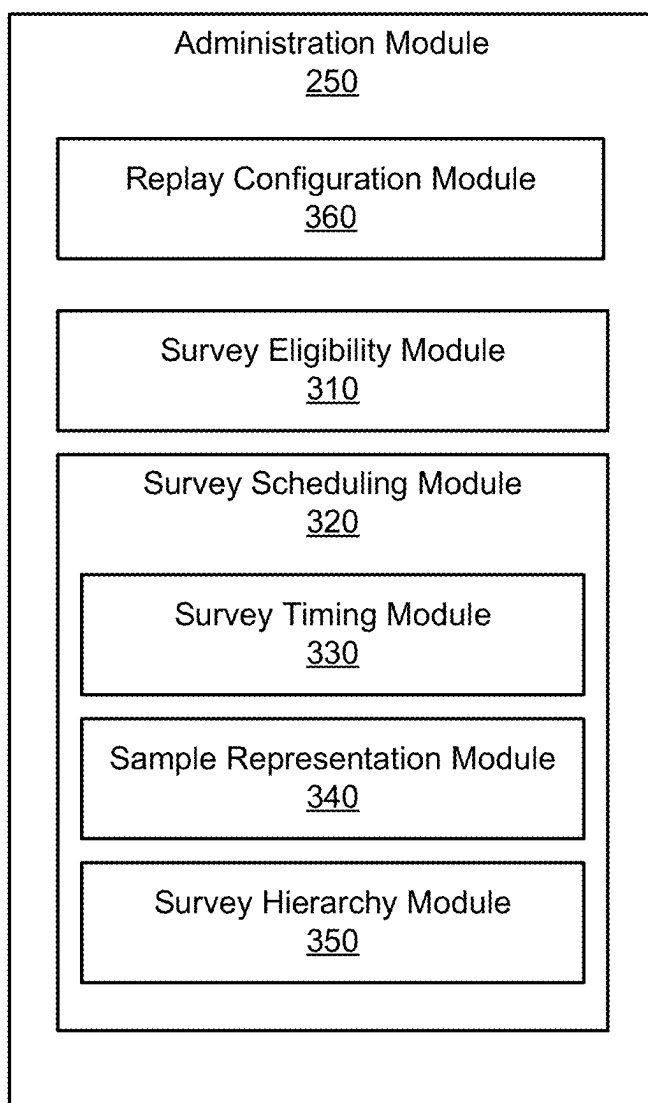 Administration Module
250
Replay Configuration Module
360
Survey Eligibility Module
310
Survey Scheduling Module
320
Survey Timing Module
330
Sample Representation Module
340
Survey Hierarchy Module
350